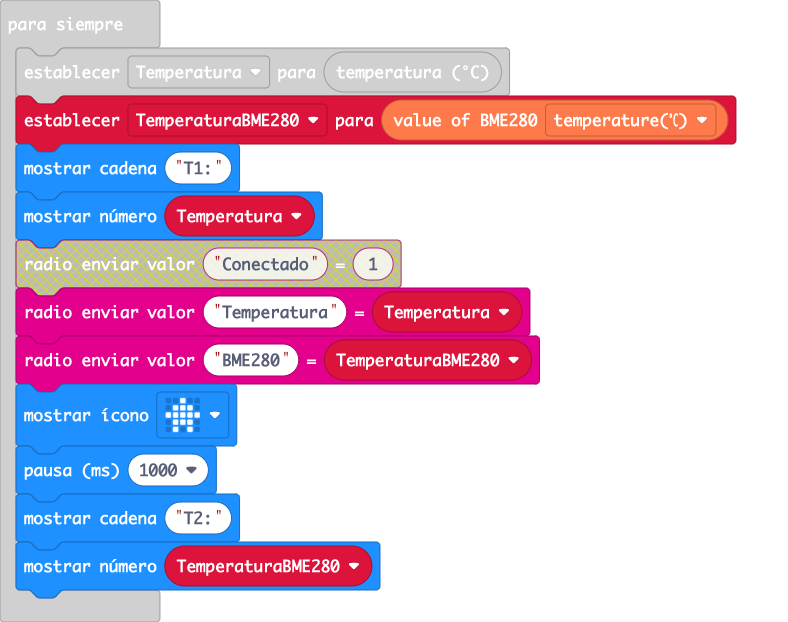 para siempre
establecer Temperatura para temperatura (°C)
establecer TemperaturaBME280 para value of BME280 temperature(℃)
mostrar cadena "T1:"
mostrar número Temperatura
radio enviar valor "Conectado" = 1
radio enviar valor "Temperatura" = Temperatura
radio enviar valor "BME280" = TemperaturaBME280
mostrar ícono
pausa (ms) 1000
mostrar cadena "T2:"
mostrar número TemperaturaBME280